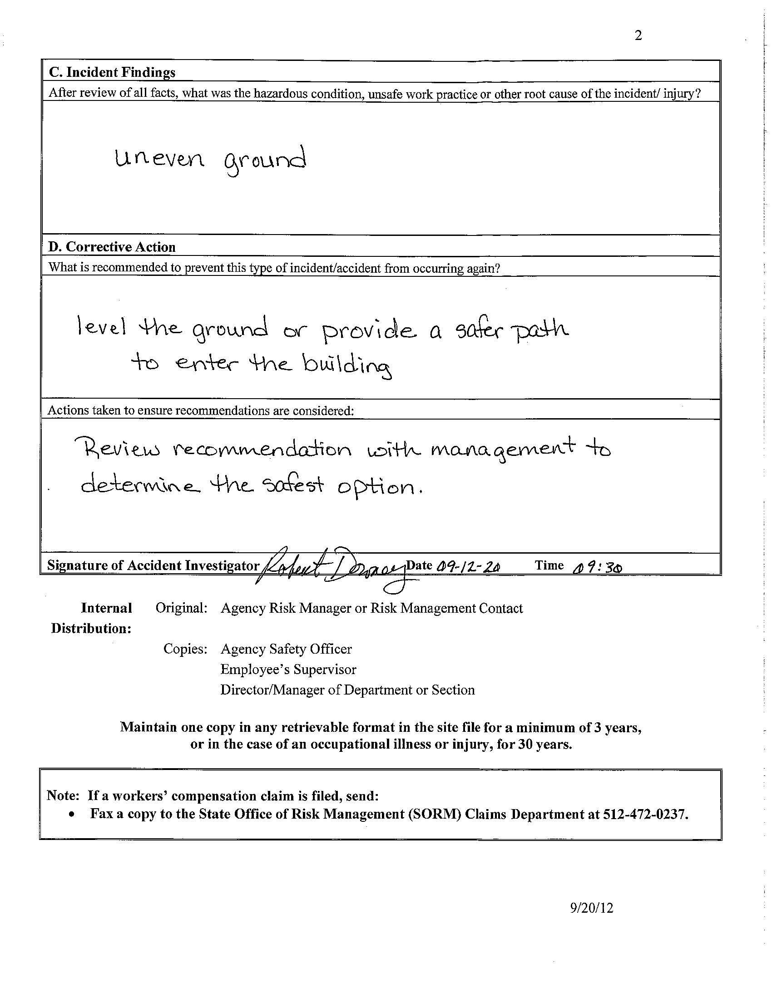 2
C. Incident Findings
After review of all facts, what was the hazardous condition, unsafe work practice or other root cause of the incident/ injury?
uneven ground
D. Corrective Action
What is recommended to prevent this type of incident/accident from occurring again?
level the ground or provide a safer path
to enter the building
Actions taken to ensure recommendations are considered:
Review recommendation with management to
determine the safest option.
Signature of Accident Investigator Robert Date 09-12-20 Time 09:30
Internal Original: Agency Risk Manager or Risk Management Contact
Distribution:
Copies: Agency Safety Officer
Employee's Supervisor
Director/Manager of Department or Section
Maintain one copy in any retrievable format in the site file for a minimum of 3 years,
or in the case of an occupational illness or injury, for 30 years.
Note: If a workers' compensation claim is filed, send:
• Fax a copy to the State Office of Risk Management (SORM) Claims Department at 512-472-0237.
9/20/12